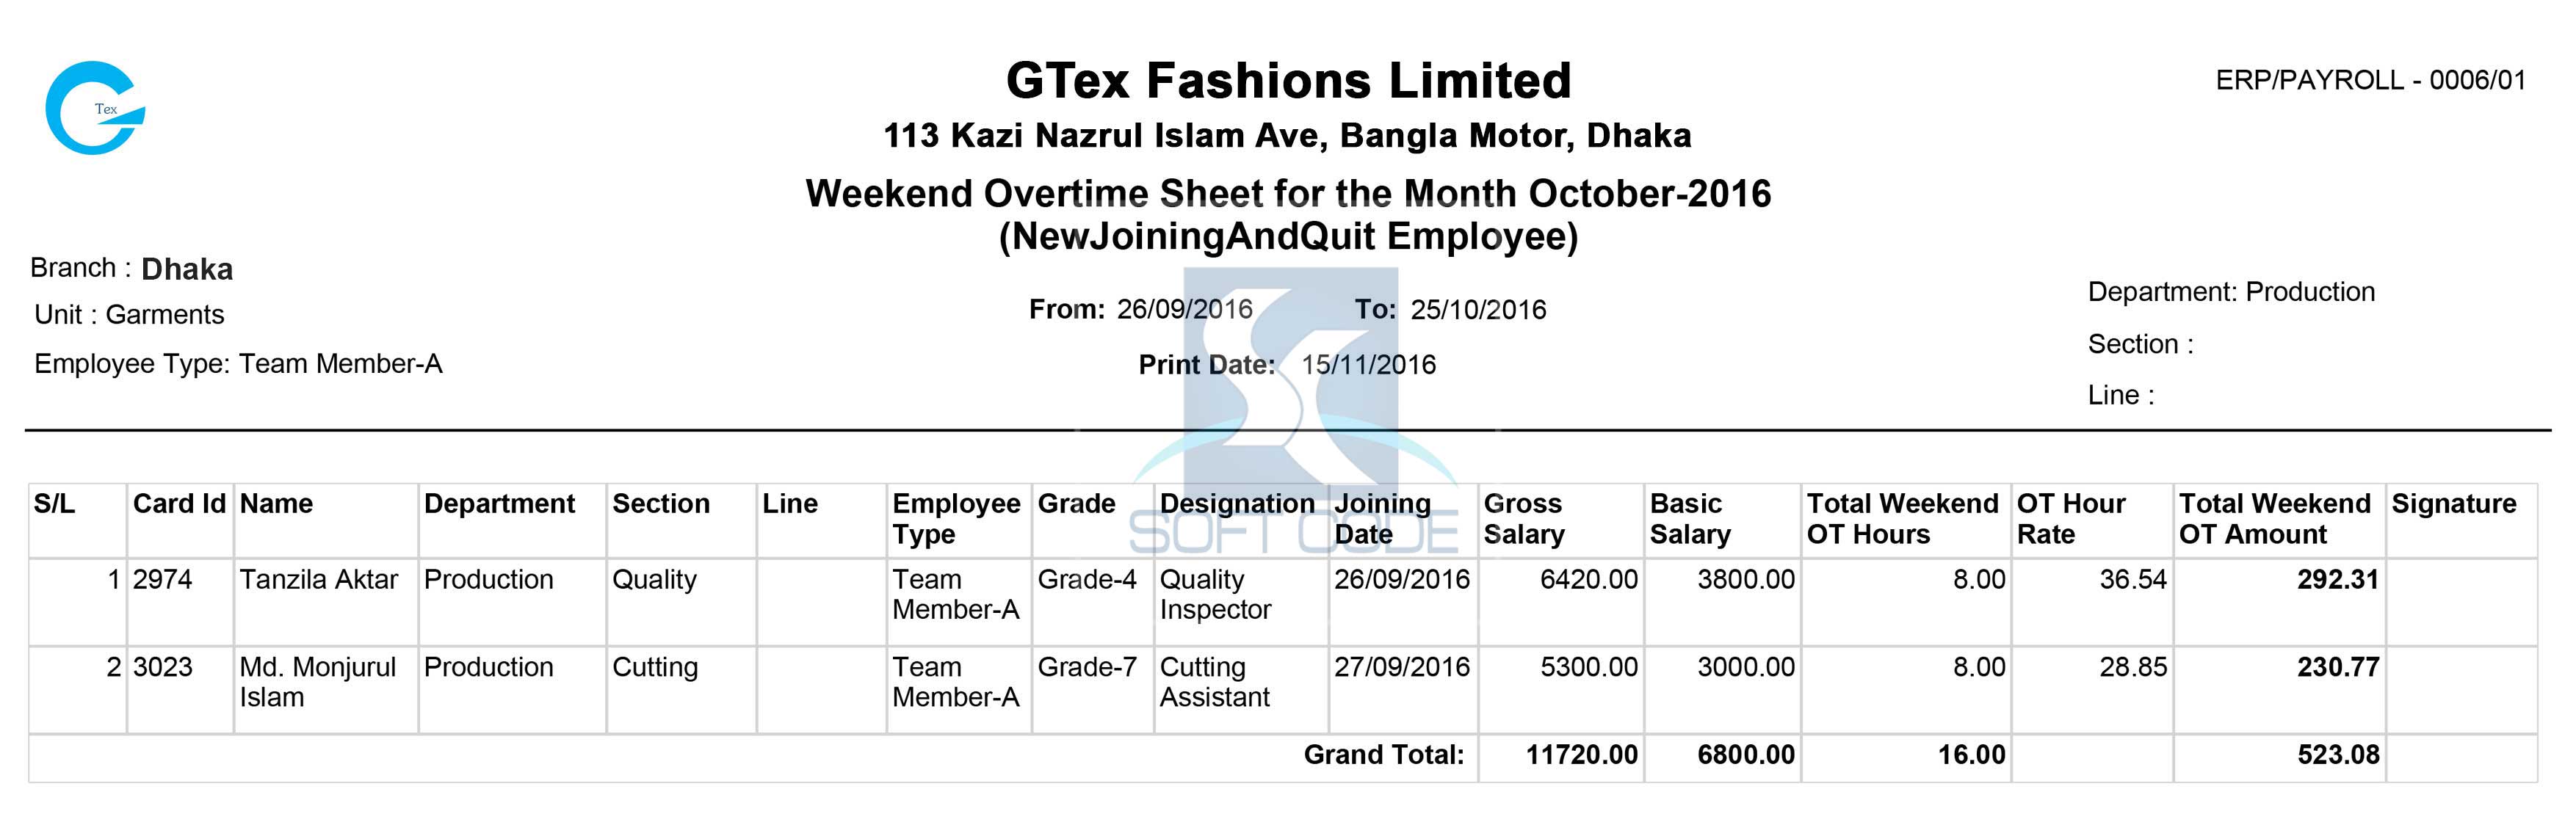 Tex
GTex Fashions Limited
ERP/PAYROLL - 0006/01
113 Kazi Nazrul Islam Ave, Bangla Motor, Dhaka
Weekend Overtime Sheet for the Month October-2016
(NewJoiningAndQuit Employee)
Branch : Dhaka
Unit : Garments
Employee Type: Team Member-A
From: 26/09/2016 To: 25/10/2016
Print Date: 15/11/2016
Department: Production
Section :
Line :
SOFT CODE
S/L Card Id Name Department Section Line Employee Type Grade Designation Joining Date Gross Salary Basic Salary Total Weekend OT Hours OT Hour Rate Total Weekend OT Amount Signature
1 2974 Tanzila Aktar Production Quality Team Member-A Grade-4 Quality Inspector 26/09/2016 6420.00 3800.00 8.00 36.54 292.31
2 3023 Md. Monjurul Islam Production Cutting Team Member-A Grade-7 Cutting Assistant 27/09/2016 5300.00 3000.00 8.00 28.85 230.77
Grand Total: 11720.00 6800.00 16.00 523.08